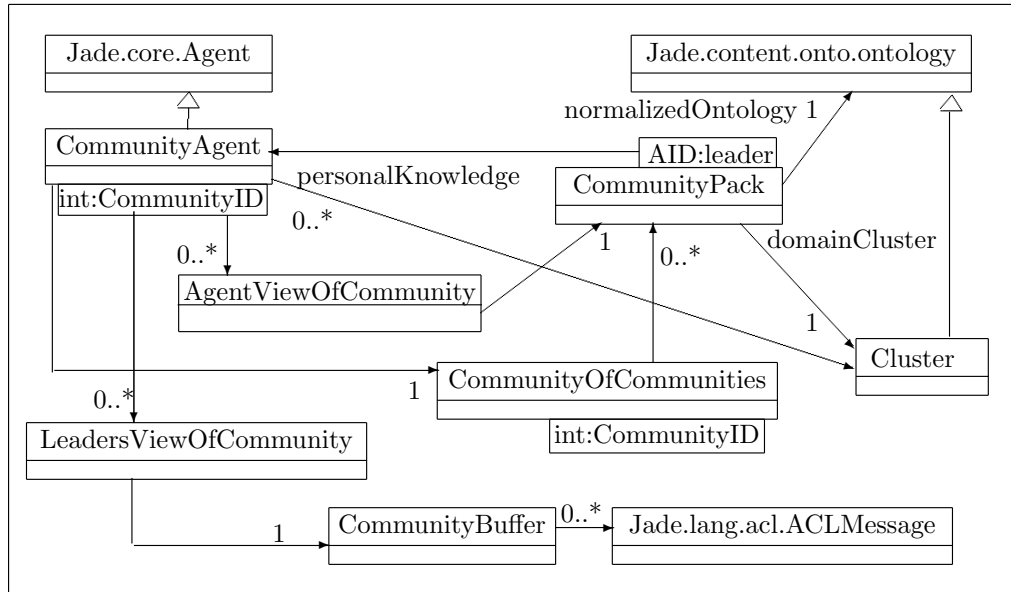 Jade.core.Agent
Jade.content.onto.ontology
normalizedOntology 1
CommunityAgent
AID:leader
personalKnowledge
CommunityPack
int:CommunityID
0..*
1
domainCluster
0..*
0..*
AgentViewOfCommunity
1
Cluster
CommunityOfCommunities
1
0..*
LeadersViewOfCommunity
int:CommunityID
CommunityBuffer
0..*
Jade.lang.acl.ACLMessage
1